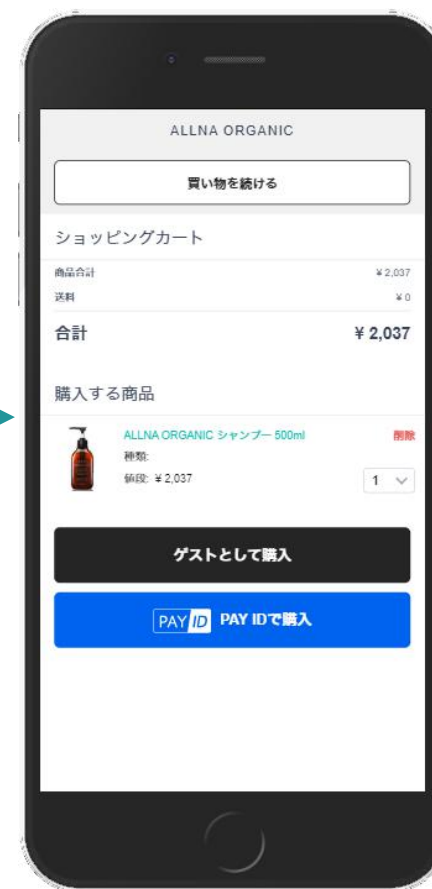 ALLNA ORGANIC
買い物を続ける
ショッピングカート
商品合計 ¥ 2,037
送料 ¥ 0
合計 ¥ 2,037
購入する商品
ALLNA ORGANIC シャンプー 500ml 削除
種類:
値段: ¥ 2,037
1
ゲストとして購入
PAY ID PAY IDで購入